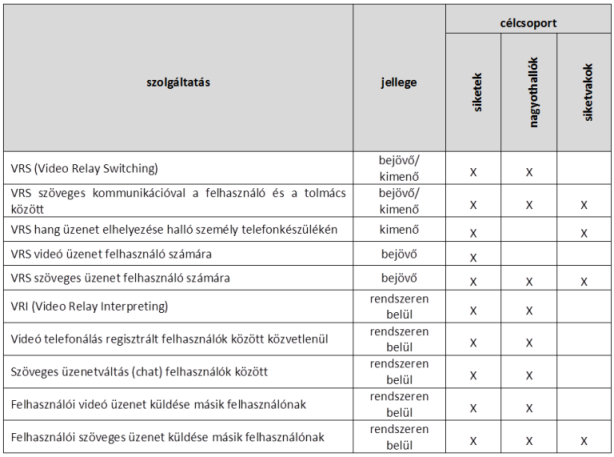 szolgáltatás
jellege
célcsoport
siketek
nagyothallók
siketvakok
VRS (Video Relay Switching)
bejövő/
kimenő
X X
VRS szöveges kommunikációval a felhasználó és a tolmács
között
bejövő/
kimenő
X X X
VRS hang üzenet elhelyezése halló személy telefonkészülékén
kimenő
X X
VRS videó üzenet felhasználó számára
bejövő
X
VRS szöveges üzenet felhasználó számára
bejövő
X X X
VRI (Video Relay Interpreting)
rendszeren
belül
X X
Videó telefonálás regisztrált felhasználók között közvetlenül
rendszeren
belül
X X
Szöveges üzenetváltás (chat) felhasználók között
rendszeren
belül
X X
Felhasználói videó üzenet küldése másik felhasználónak
rendszeren
belül
X X
Felhasználói szöveges üzenet küldése másik felhasználónak
rendszeren
belül
X X X